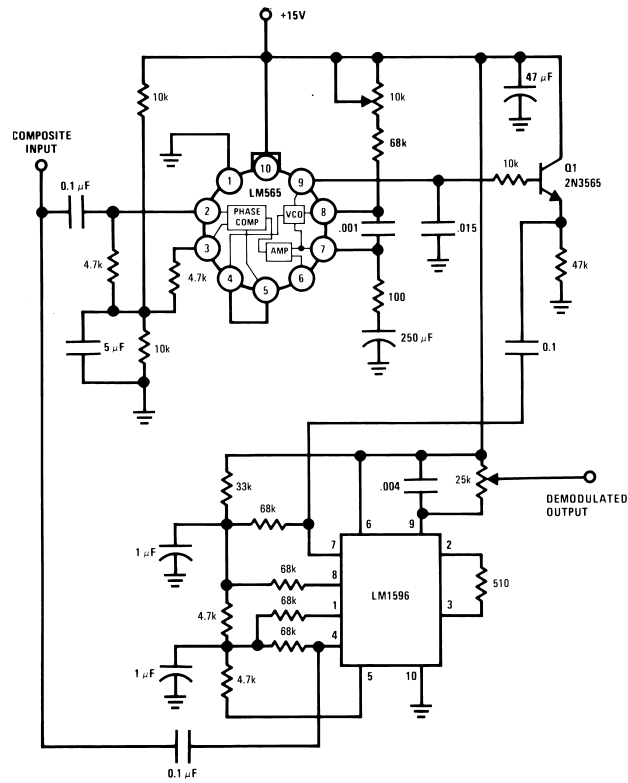 +15V
10k
10k
47 μF
COMPOSITE
INPUT
68k
10k
Q1
2N3565
0.1 μF
1
10
9
LM565
2
PHASE
COMP
VCO
8
.001
.015
3
AMP
7
4.7k
4.7k
4
5
6
100
47k
5 μF
10k
250 μF
0.1
33k
.004
25k
DEMODULATED
OUTPUT
68k
6
9
1 μF
7
2
68k
8
LM1596
510
68k
4.7k
1
3
68k
4
1 μF
4.7k
5
10
0.1 μF